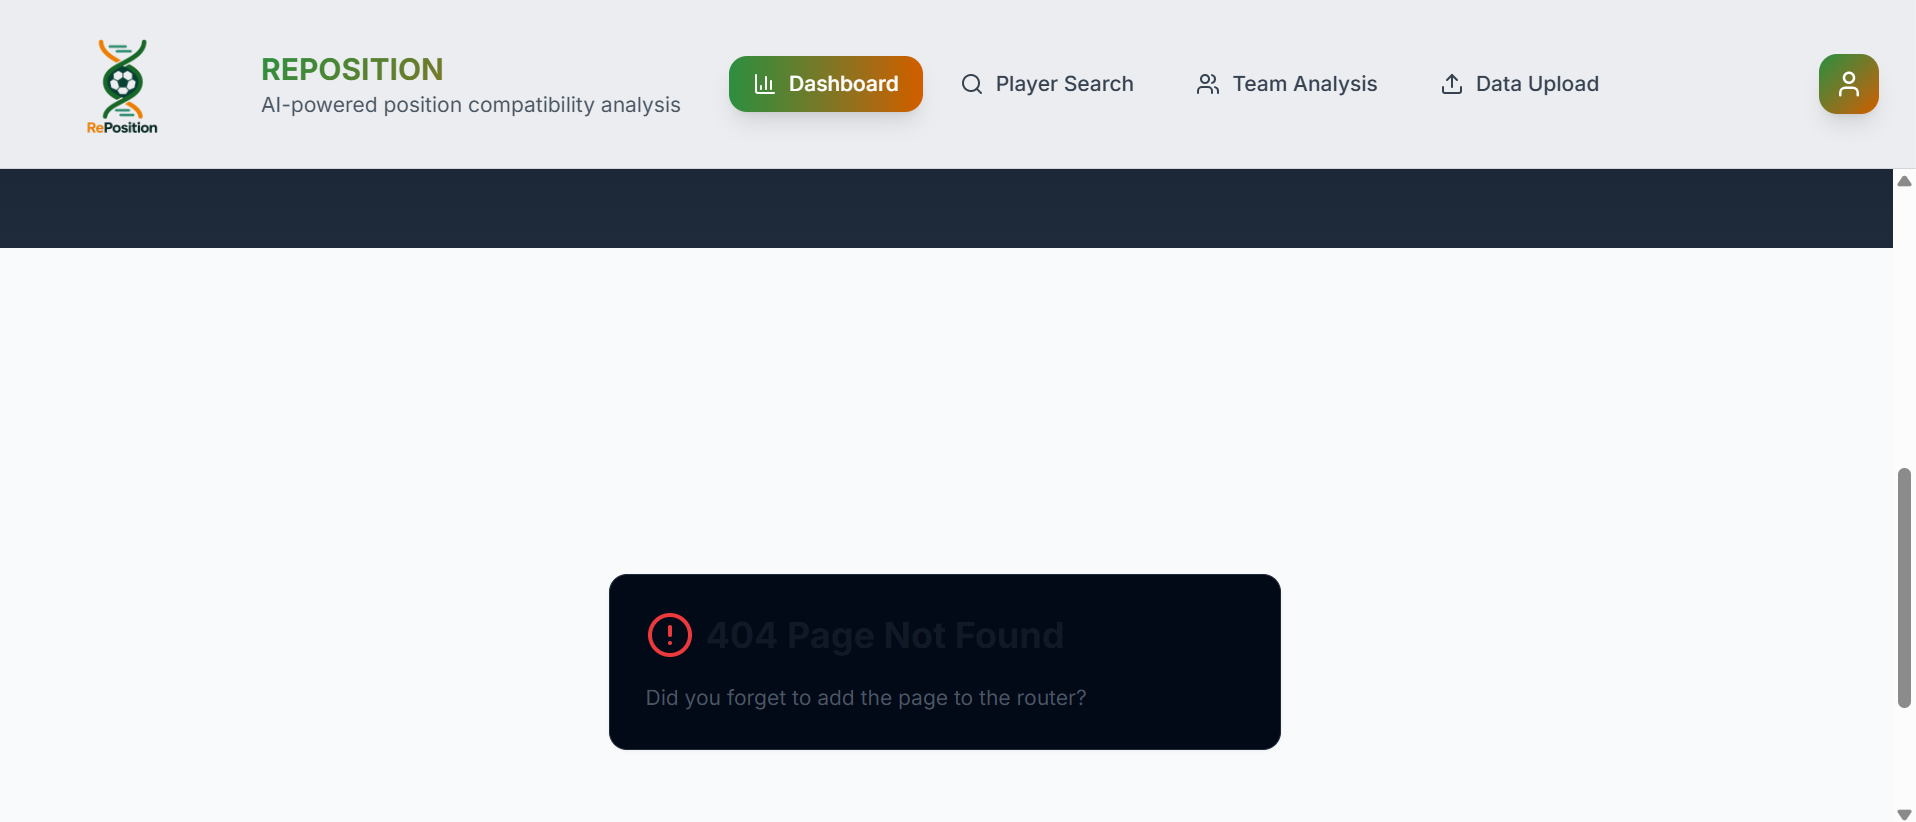 RePosition
REPOSITION
AI-powered position compatibility analysis
Dashboard
Player Search
Team Analysis
Data Upload
404 Page Not Found
Did you forget to add the page to the router?